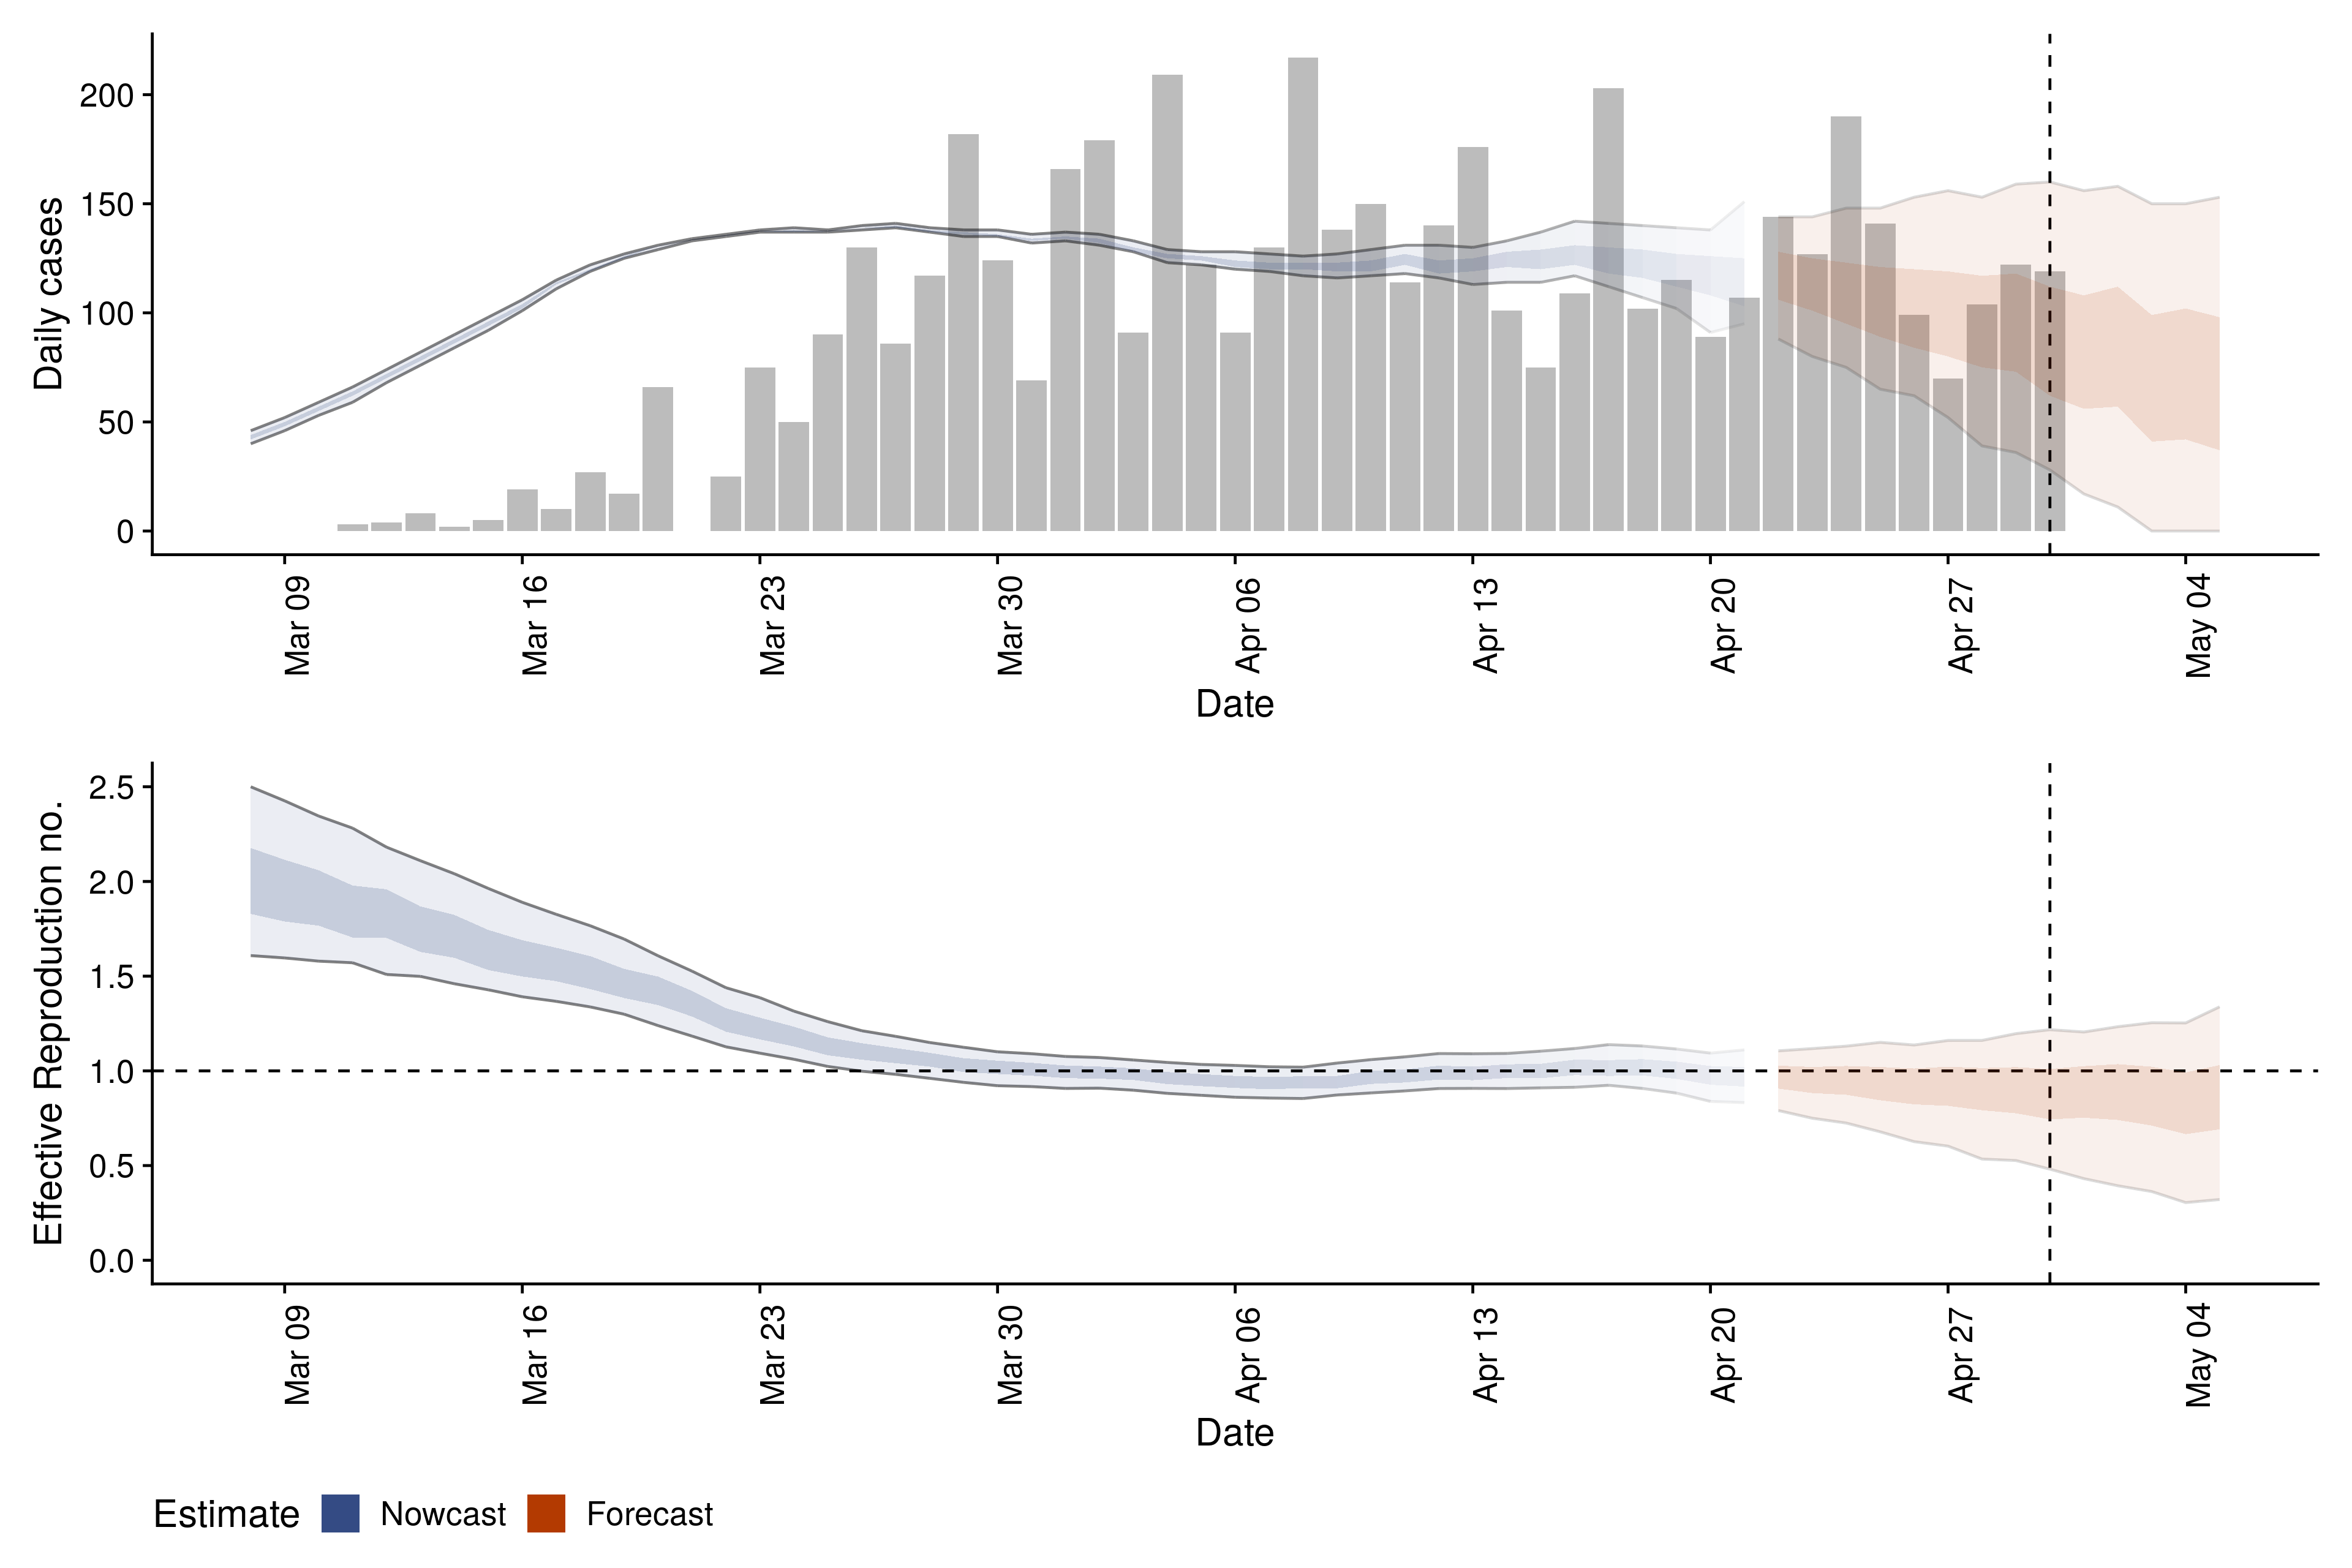 Daily cases
200
150
100
50
0
Mar 09
Mar 16
Mar 23
Mar 30
Apr 06
Apr 13
Apr 20
Apr 27
May 04
Date
Effective Reproduction no.
2.5
2.0
1.5
1.0
0.5
0.0
Mar 09
Mar 16
Mar 23
Mar 30
Apr 06
Apr 13
Apr 20
Apr 27
May 04
Date
Estimate Nowcast Forecast